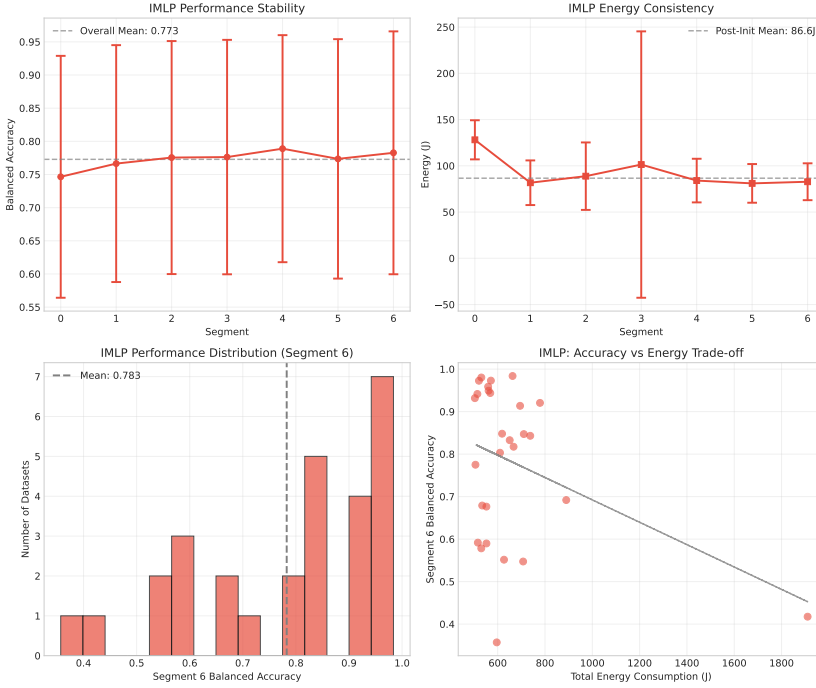 IMLP Performance Stability
Overall Mean: 0.773
Balanced Accuracy
0.95
0.90
0.85
0.80
0.75
0.70
0.65
0.60
0.55
0 1 2 3 4 5 6
Segment
IMLP Energy Consistency
Post-Init Mean: 86.6J
Energy (J)
250
200
150
100
50
0
−50
0 1 2 3 4 5 6
Segment
IMLP Performance Distribution (Segment 6)
Mean: 0.783
Number of Datasets
7
6
5
4
3
2
1
0
0.4 0.5 0.6 0.7 0.8 0.9 1.0
Segment 6 Balanced Accuracy
IMLP: Accuracy vs Energy Trade-off
Segment 6 Balanced Accuracy
1.0
0.9
0.8
0.7
0.6
0.5
0.4
600 800 1000 1200 1400 1600 1800
Total Energy Consumption (J)